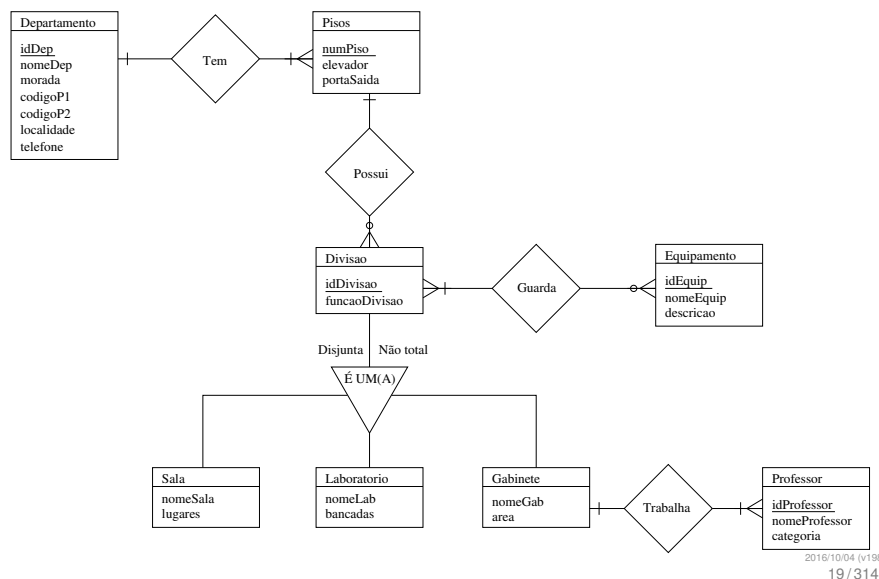 Departamento
idDep
nomeDep
morada
codigoP1
codigoP2
localidade
telefone
Tem
Pisos
numPiso
elevador
portaSaida
Possui
Divisao
idDivisao
funcaoDivisao
Guarda
Equipamento
idEquip
nomeEquip
descricao
Disjunta
Não total
É UM(A)
Sala
nomeSala
lugares
Laboratorio
nomeLab
bancadas
Gabinete
nomeGab
area
Trabalha
Professor
idProfessor
nomeProfessor
categoria
2016/10/04 (v198
19 / 314